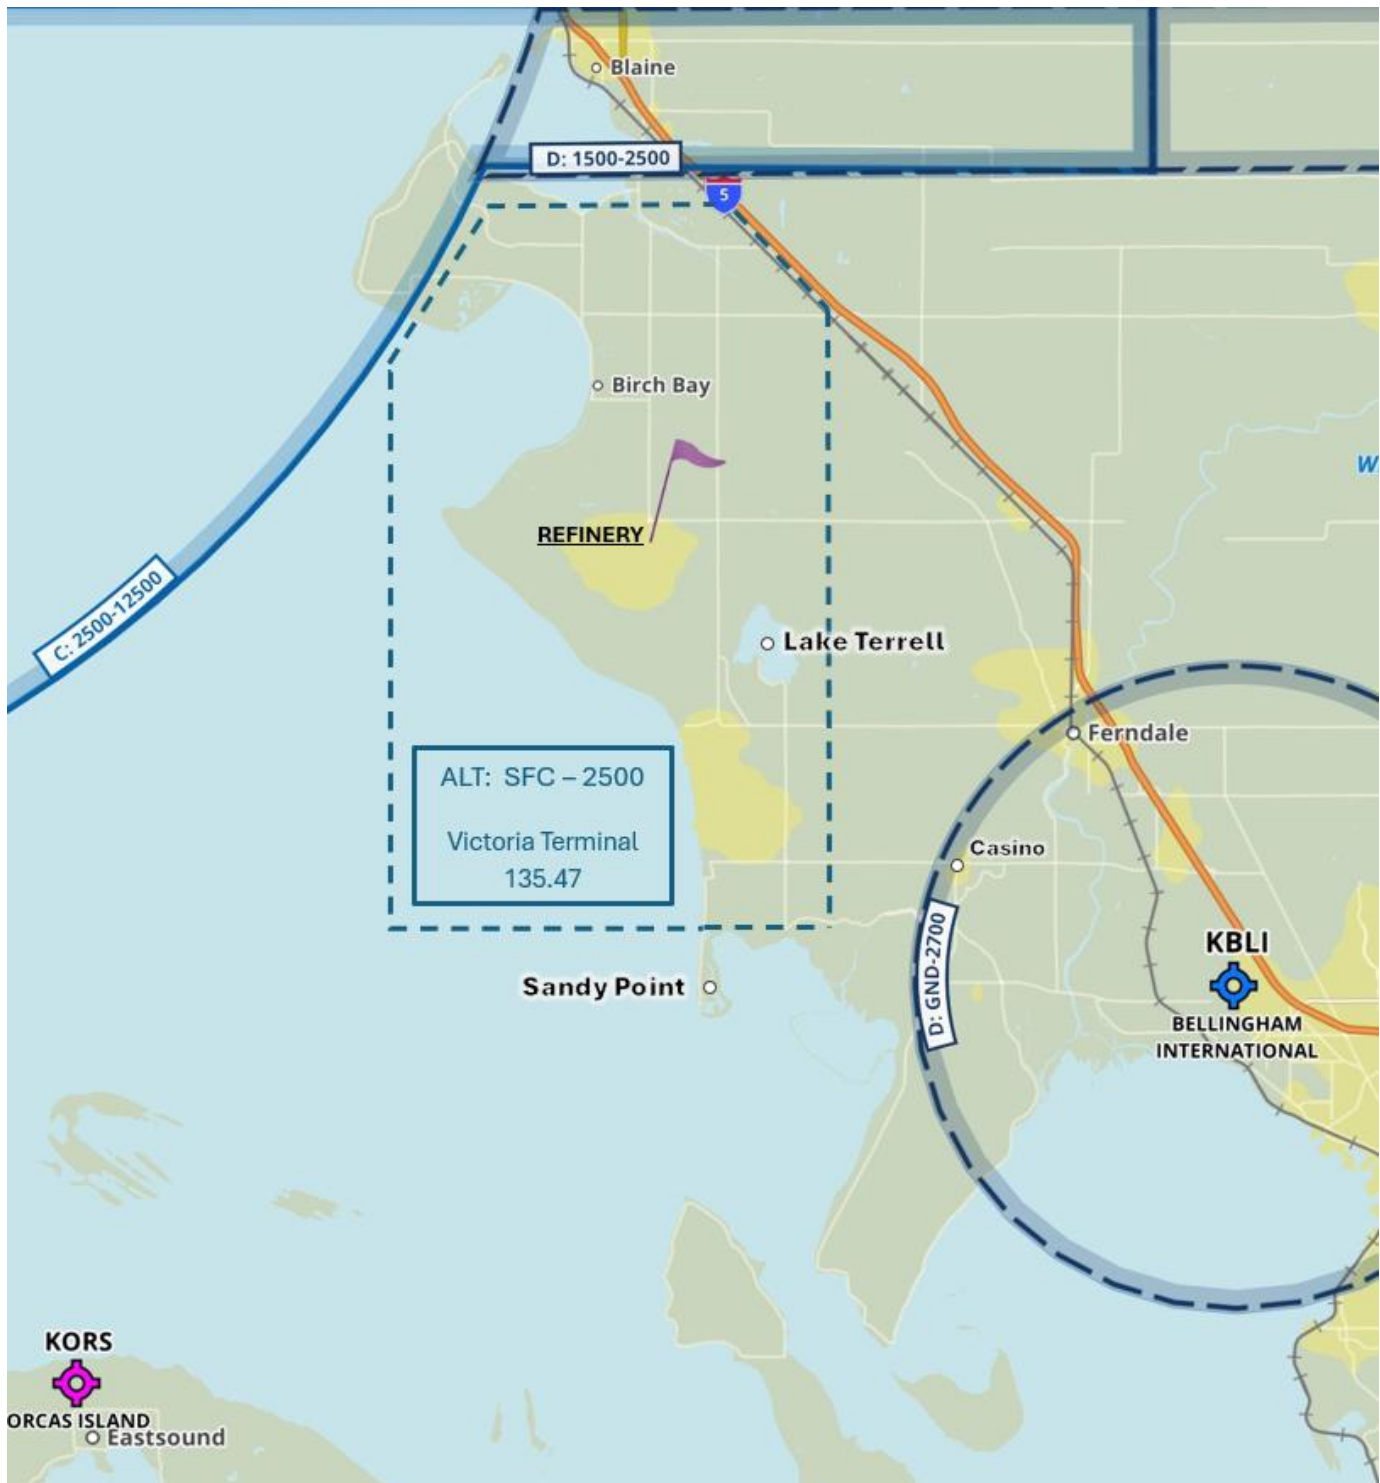 Blaine
D: 1500-2500
5
Birch Bay
W
REFINERY
C: 2500-12500
Lake Terrell
Ferndale
ALT: SFC – 2500
Victoria Terminal
135.47
Casino
D: GND-2700
KBLI
Sandy Point
BELLINGHAM
INTERNATIONAL
KORS
ORCAS ISLAND
Eastsound